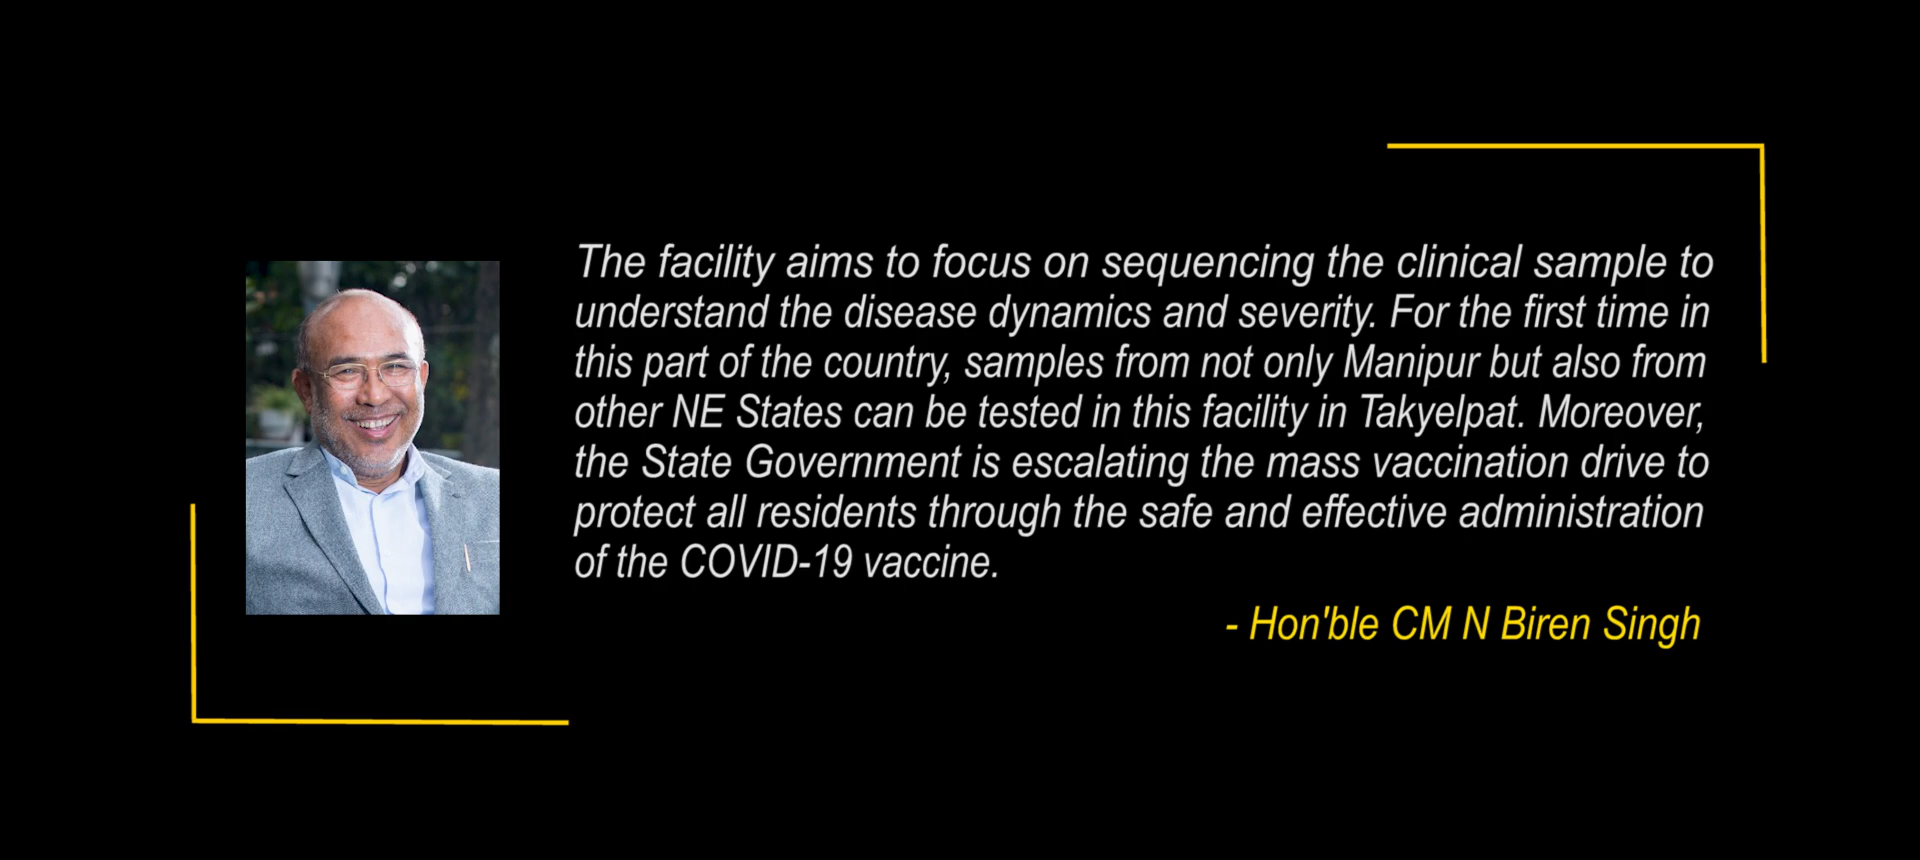 The facility aims to focus on sequencing the clinical sample to
understand the disease dynamics and severity. For the first time in
this part of the country, samples from not only Manipur but also from
other NE States can be tested in this facility in Takyelpat. Moreover,
the State Government is escalating the mass vaccination drive to
protect all residents through the safe and effective administration
of the COVID-19 vaccine.
- Hon'ble CM N Biren Singh